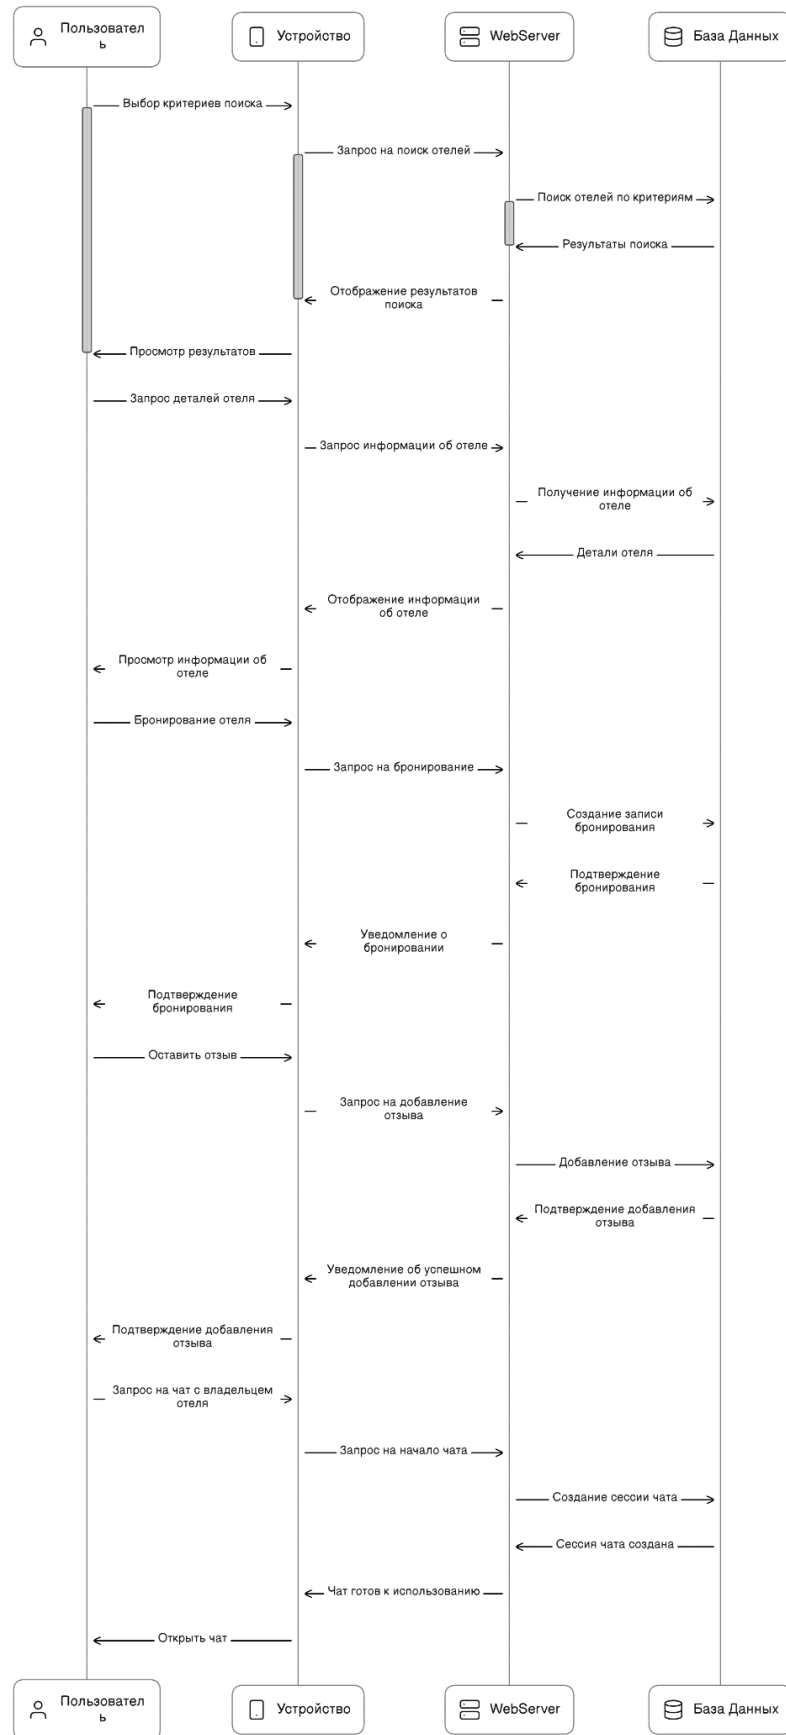 Пользовател
ь
Устройство
WebServer
База Данных
Выбор критериев поиска
Запрос на поиск отелей
Поиск отелей по критериям
Результаты поиска
Отображение результатов
поиска
Просмотр результатов
Запрос деталей отеля
Запрос информации об отеле
Получение информации об
отеле
Детали отеля
Отображение информации
об отеле
Просмотр информации об
отеле
Бронирование отеля
Запрос на бронирование
Создание записи
бронирования
Подтверждение
бронирования
Уведомление о
бронировании
Подтверждение
бронирования
Оставить отзыв
Запрос на добавление
отзыва
Добавление отзыва
Подтверждение добавления
отзыва
Уведомление об успешном
добавлении отзыва
Подтверждение добавления
отзыва
Запрос на чат с владельцем
отеля
Запрос на начало чата
Создание сессии чата
Сессия чата создана
Чат готов к использованию
Открыть чат
Пользовател
ь
Устройство
WebServer
База Данных